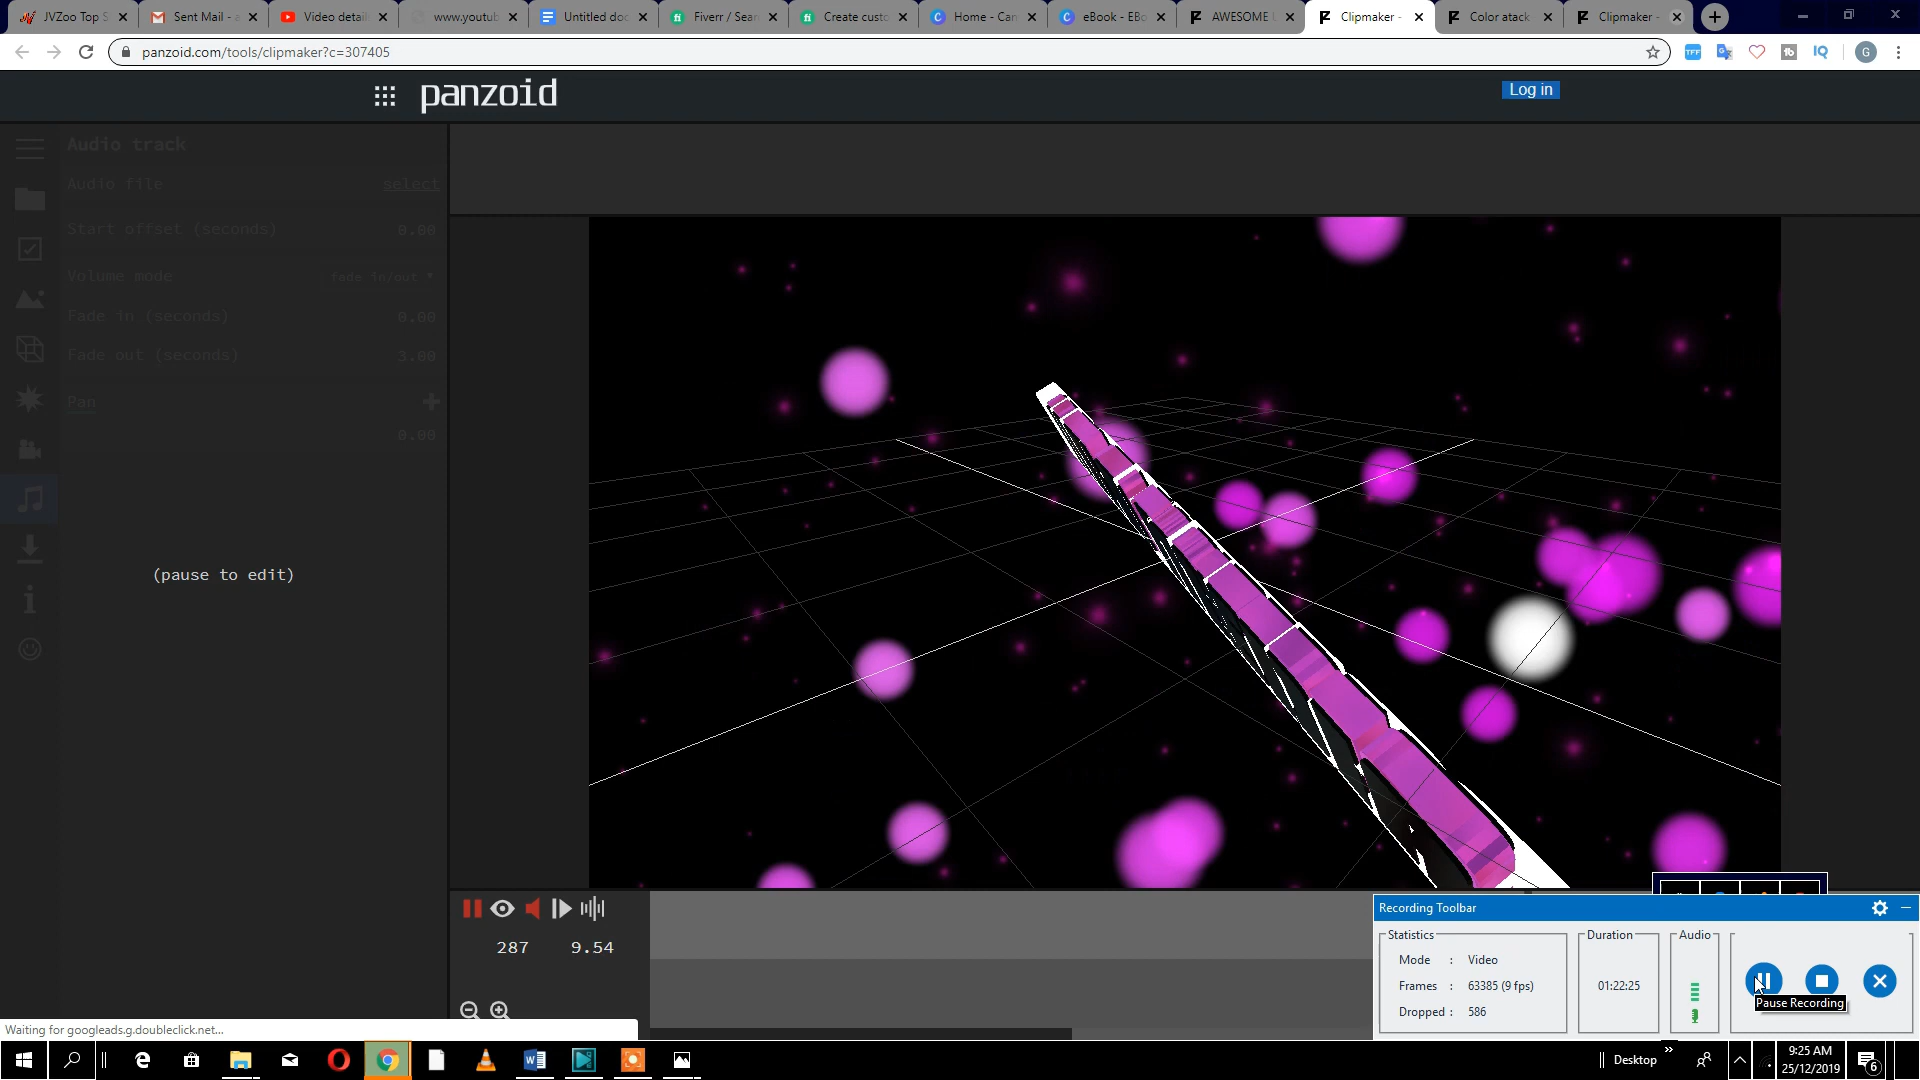 JVZoo Top S
Sent Mail - a
Video detail
www.youtub
Untitled doc
Fiverr / Sear
Create custo
Home - Can
eBook - EBo
AWESOME
Clipmaker -
Color atack
Clipmaker -
panzoid.com/tools/clipmaker?c=307405
panzoid
Log in
Audio track
Audio file select
Start offset (seconds) 0.00
Volume mode fade in/out
Fade in (seconds) 0.00
Fade out (seconds) 3.00
Pan
0.00
(pause to edit)
287 9.54
Recording Toolbar
Statistics
Mode : Video
Frames : 63385 (9 fps)
Dropped : 586
Duration
01:22:25
Audio
Pause Recording
Waiting for googleads.g.doubleclick.net...
Desktop
9:25 AM
25/12/2019
6